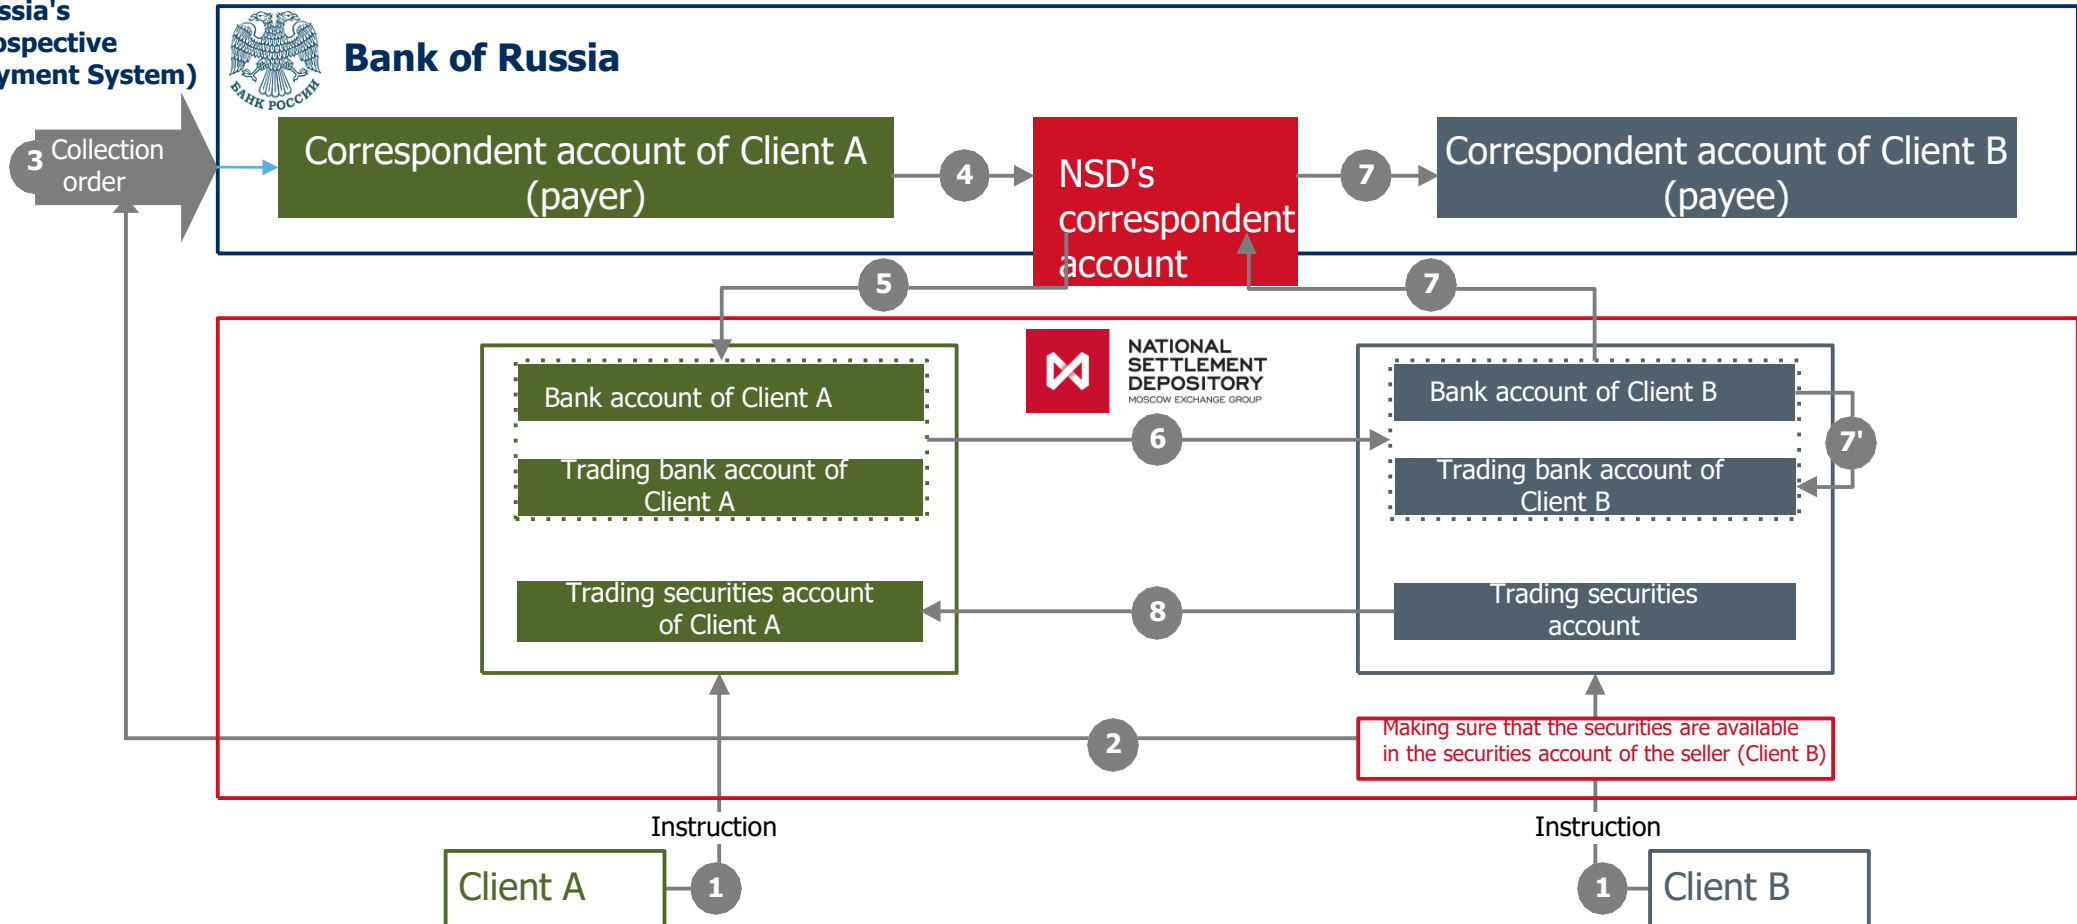 ssia's
ospective
yment System)
БАНК РОССИИ
Bank of Russia
3
Collection
order
Correspondent account of Client A
(payer)
4
NSD's
correspondent
account
7
Correspondent account of Client B
(payee)
5
7
NATIONAL
SETTLEMENT
DEPOSITORY
MOSCOW EXCHANGE GROUP
Bank account of Client A
Trading bank account of
Client A
6
Bank account of Client B
Trading bank account of
Client B
7'
Trading securities account
of Client A
8
Trading securities
account
2
Making sure that the securities are available
in the securities account of the seller (Client B)
Instruction
Instruction
Client A
1
1
Client B